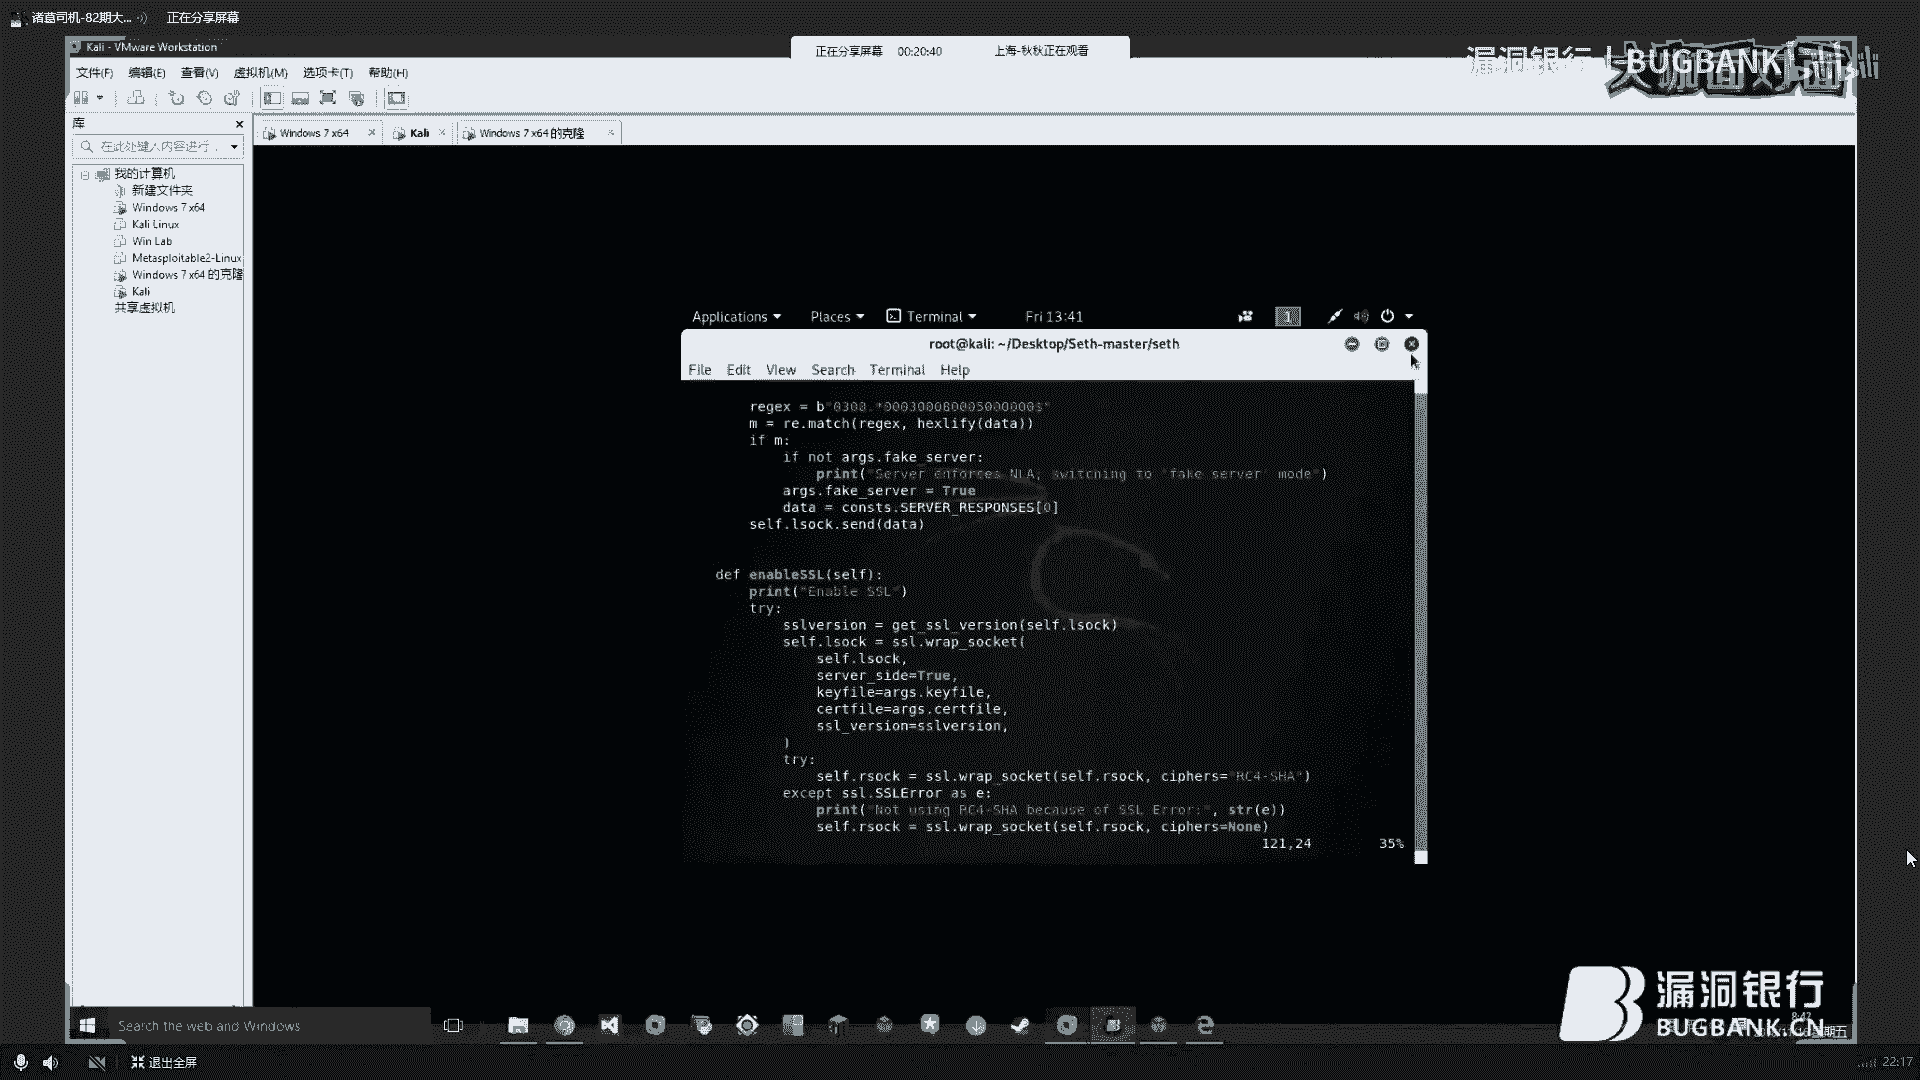 诸葛司机-82期大... 正在分享屏幕
Kali - VMware Workstation
正在分享屏幕 00:20:40 上海-秋秋正在观看
漏洞银行 | BUGBANK
文件(F) 编辑(E) 查看(V) 虚拟机(M) 选项卡(T) 帮助(H)
库
在此处键入内容进行...
Windows 7 x64
Kali
Windows 7 x64 的克隆
我的计算机
新建文件夹
Windows 7 x64
Kali Linux
Win Lab
Metasploitable2-Linux
Windows 7 x64 的克隆
Kali
共享虚拟机
Applications Places Terminal Fri 13:41 1
root@kali: ~/Desktop/Seth-master/seth
File Edit View Search Terminal Help
m = re.match(regex, hexlify(data))
if m:
if not args.fake_server:
print("Server enforces NLA, switching to 'fake server' mode")
args.fake_server = True
data = consts.SERVER_RESPONSES[0]
self.lsock.send(data)
def enableSSL(self):
print("Enable SSL")
try:
sslversion = get_ssl_version(self.lsock)
self.lsock = ssl.wrap_socket(
self.lsock,
server_side=True,
keyfile=args.keyfile,
certfile=args.certfile,
ssl_version=sslversion,
)
try:
self.rsock = ssl.wrap_socket(self.rsock, ciphers="RC4-SHA")
except ssl.SSLError as e:
print("Not using RC4-SHA because of SSL Error:", str(e))
self.rsock = ssl.wrap_socket(self.rsock, ciphers=None)
121,24 35%
漏洞银行
BUGBANK.CN
Search the web and Windows
退出全屏
22:17